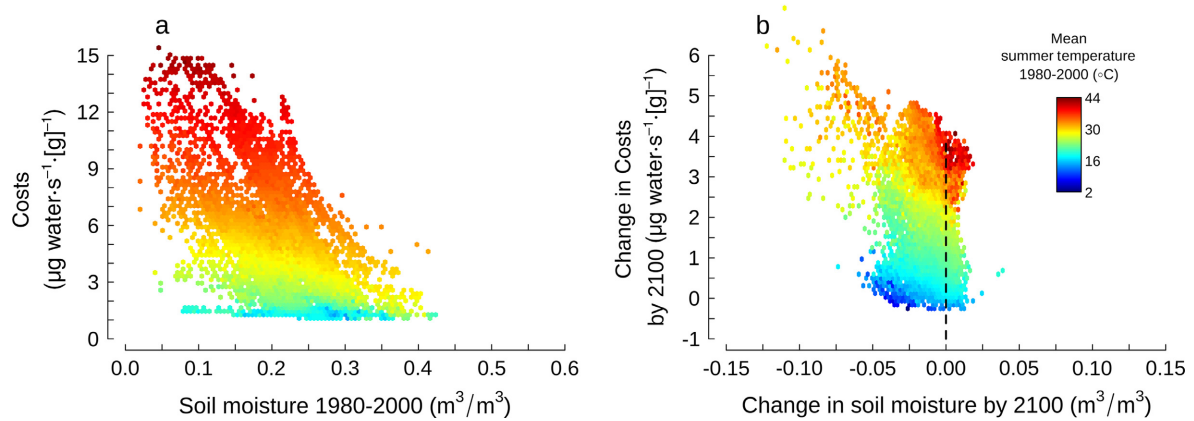 a
Costs
(µg water·s⁻¹·[g]⁻¹)
15
12
9
6
3
0
0.0 0.1 0.2 0.3 0.4 0.5 0.6
Soil moisture 1980-2000 (m³/m³)
b
Change in Costs
by 2100 (µg water·s⁻¹·[g]⁻¹)
6
5
4
3
2
1
0
-1
-0.15 -0.10 -0.05 0.00 0.05 0.10 0.15
Change in soil moisture by 2100 (m³/m³)
Mean
summer temperature
1980-2000 (◦C)
44
30
16
2